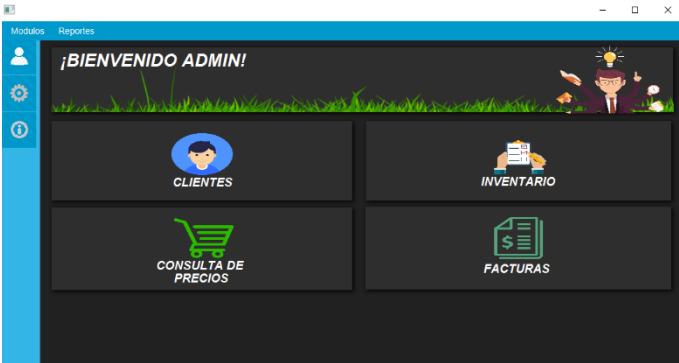 Modulos Reportes
¡BIENVENIDO ADMIN!
CLIENTES
INVENTARIO
CONSULTA DE
PRECIOS
FACTURAS